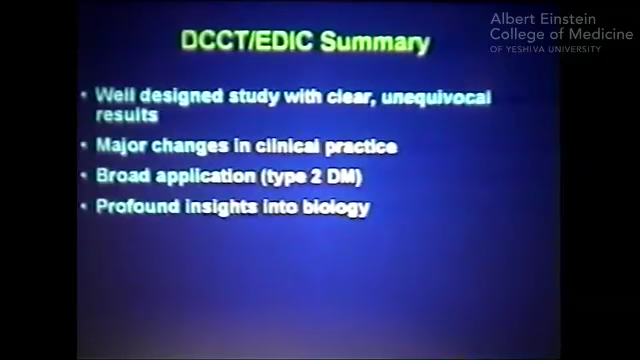 Albert Einstein
College of Medicine
OF YESHIVA UNIVERSITY
DCCT/EDIC Summary
• Well designed study with clear, unequivocal
results
• Major changes in clinical practice
• Broad application (type 2 DM)
• Profound insights into biology